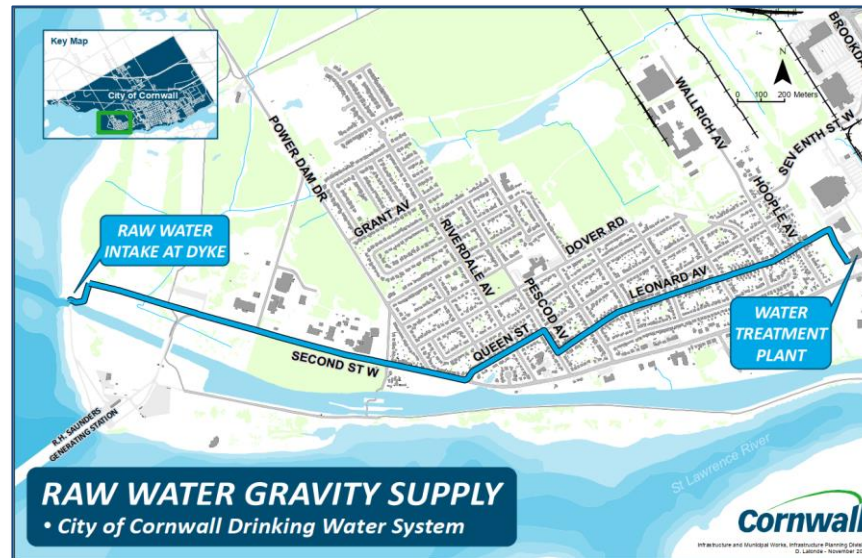 Key Map
City of Cornwall
POWER DAM DR
GRANT AV
RIVERDALE AV
DOVER RD.
PESCOD AV
QUEEN ST
LEONARD AV
SECOND ST W
WALLRICH AV
HOOPLE AV
SEVENTH ST W
N
0 100 200 Meters
RAW WATER
INTAKE AT DYKE
WATER
TREATMENT
PLANT
R.H. SAUNDERS
GENERATING STATION
St Lawrence River
RAW WATER GRAVITY SUPPLY
• City of Cornwall Drinking Water System
Cornwall
Infrastructure and Municipal Works, Infrastructure Planning
D. Lalonde - November